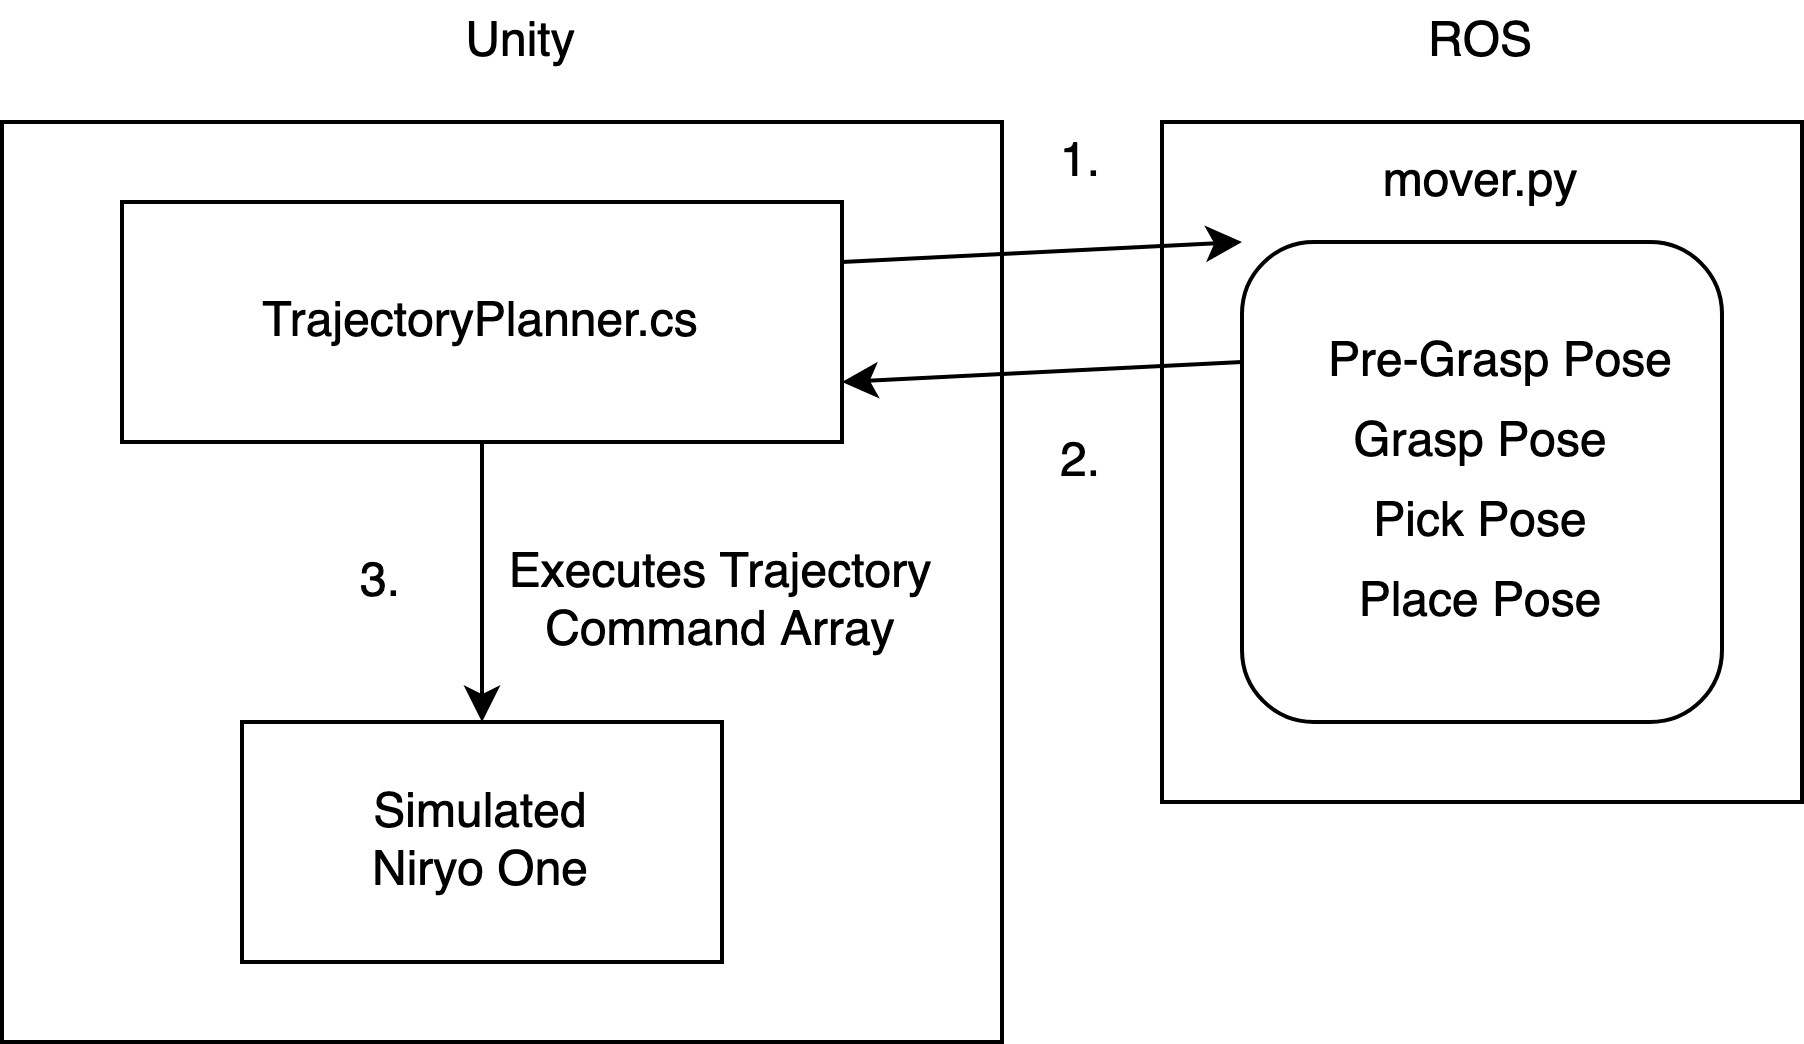 Unity
ROS
1.
mover.py
TrajectoryPlanner.cs
Pre-Grasp Pose
Grasp Pose
2.
Pick Pose
Place Pose
3.
Executes Trajectory
Command Array
Simulated
Niryo One